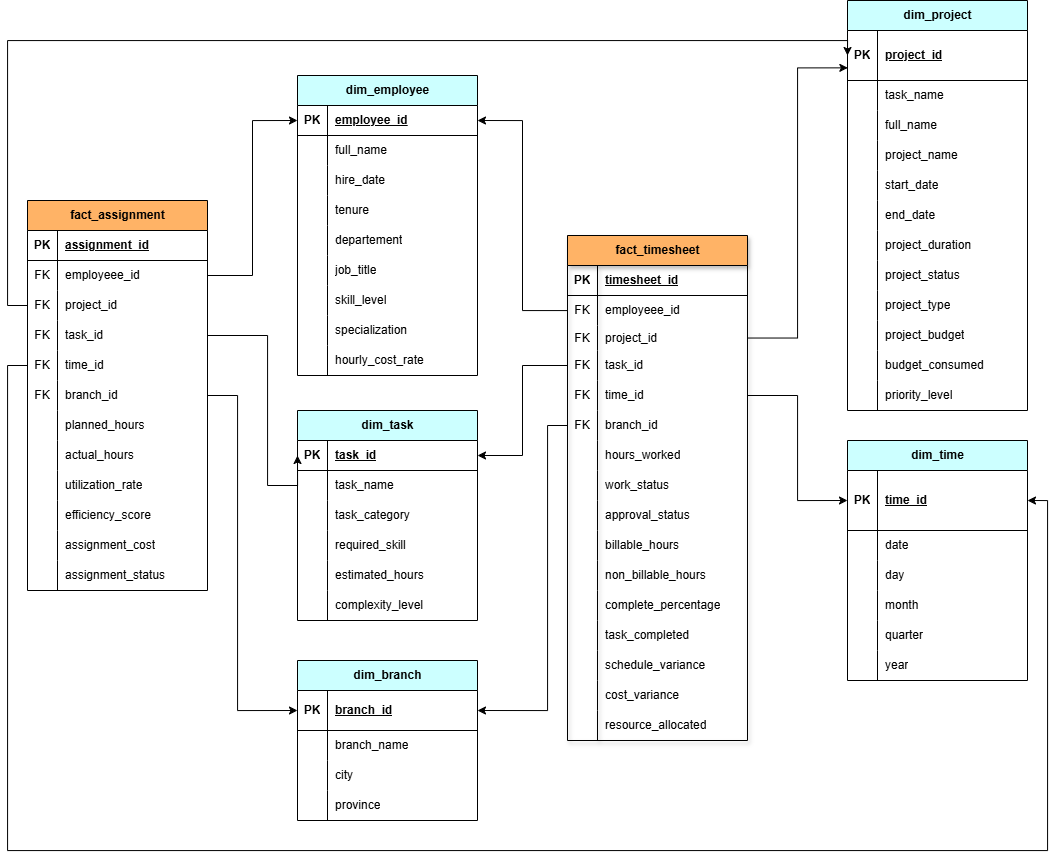 dim_project
PK project_id
task_name
full_name
project_name
start_date
end_date
project_duration
project_status
project_type
project_budget
budget_consumed
priority_level
dim_employee
PK employee_id
full_name
hire_date
tenure
departement
job_title
skill_level
specialization
hourly_cost_rate
fact_assignment
PK assignment_id
FK employeee_id
FK project_id
FK task_id
FK time_id
FK branch_id
planned_hours
actual_hours
utilization_rate
efficiency_score
assignment_cost
assignment_status
fact_timesheet
PK timesheet_id
FK employeee_id
FK project_id
FK task_id
FK time_id
FK branch_id
hours_worked
work_status
approval_status
billable_hours
non_billable_hours
complete_percentage
task_completed
schedule_variance
cost_variance
resource_allocated
dim_task
PK task_id
task_name
task_category
required_skill
estimated_hours
complexity_level
dim_time
PK time_id
date
day
month
quarter
year
dim_branch
PK branch_id
branch_name
city
province